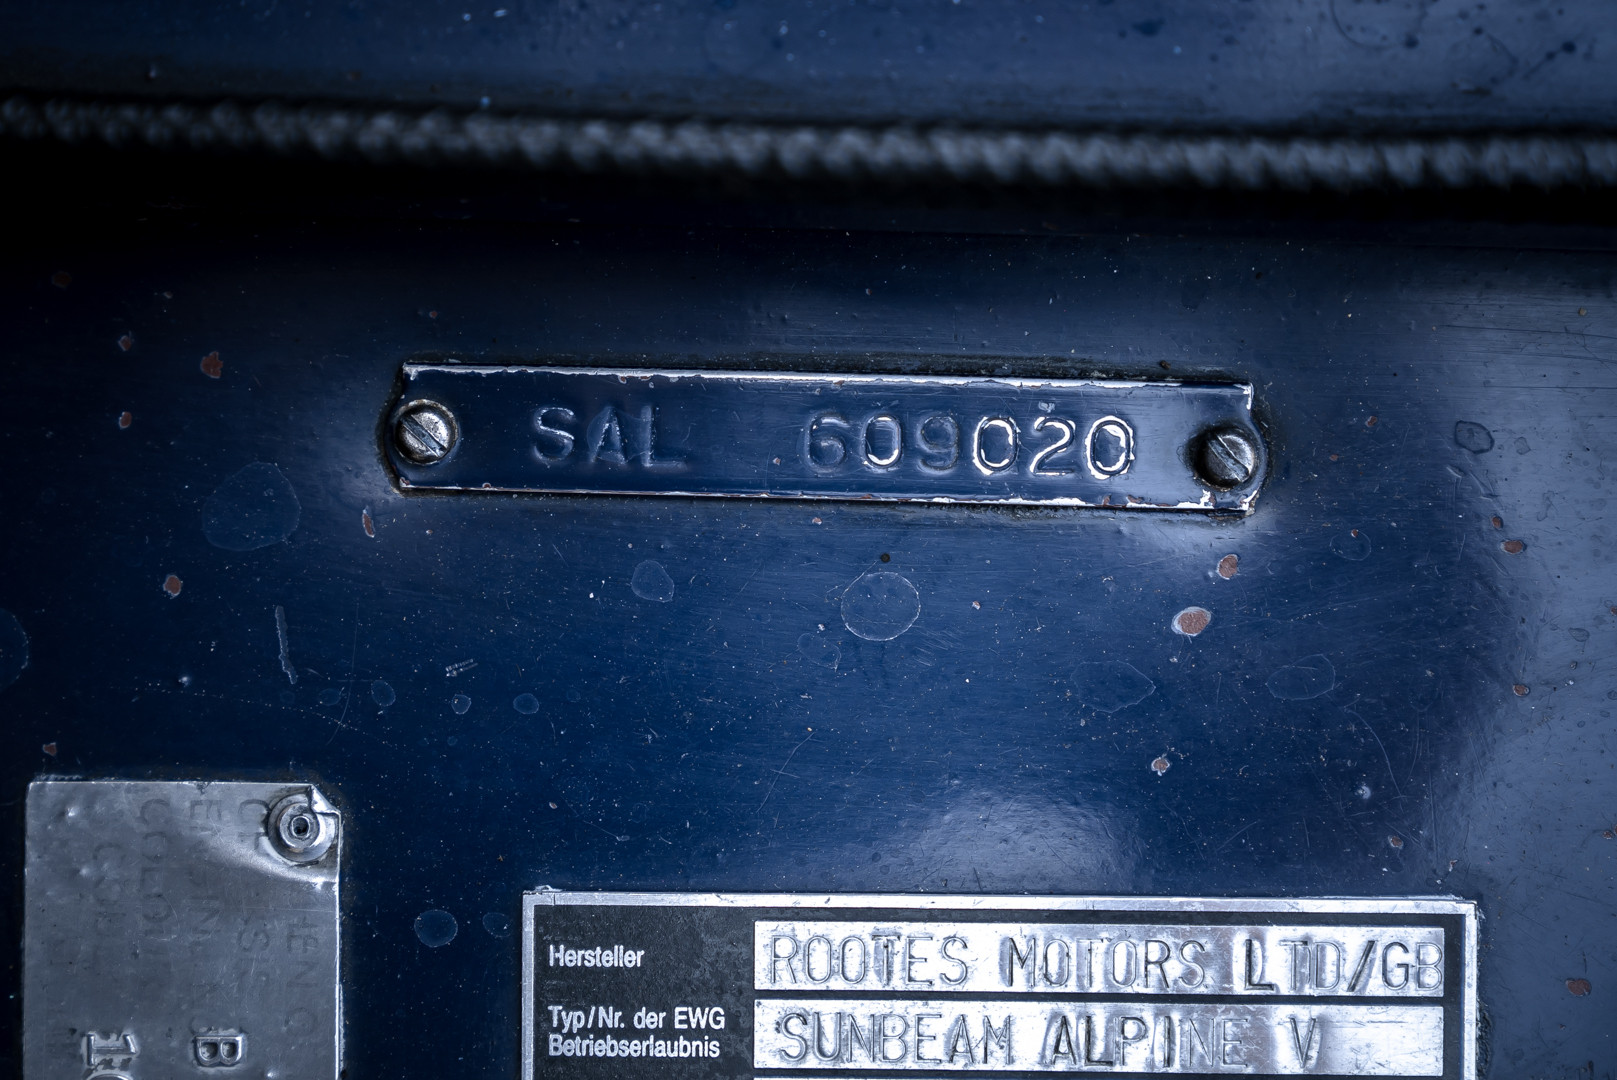 SAL 609020
Hersteller ROOTES MOTORS LTD/GB
Typ/Nr. der EWG
Betriebserlaubnis SUNBEAM ALPINE V
B